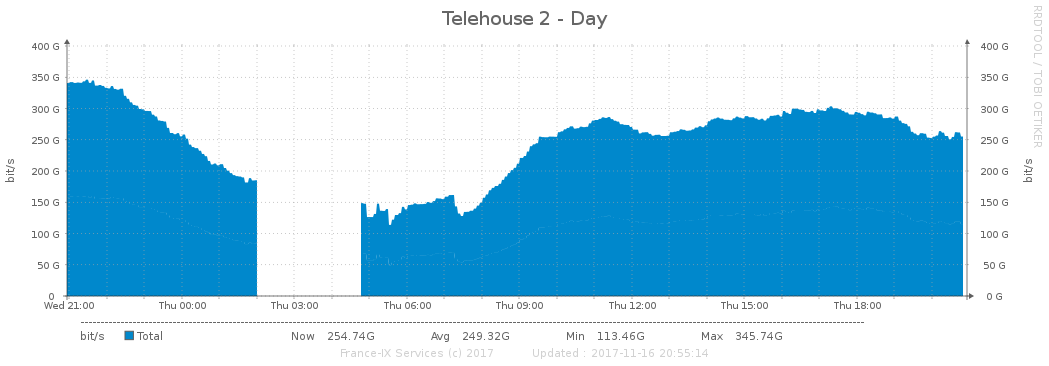 Telehouse 2 - Day
RRDTOOL / TOBI OETIKER
400 G 400 G
350 G 350 G
300 G 300 G
250 G 250 G
200 G 200 G
150 G 150 G
100 G 100 G
50 G 50 G
0 0 G
bit/s bit/s
Wed 21:00 Thu 00:00 Thu 03:00 Thu 06:00 Thu 09:00 Thu 12:00 Thu 15:00 Thu 18:00
bit/s Total Now 254.74G Avg 249.32G Min 113.46G Max 345.74G
France-IX Services (c) 2017 Updated : 2017-11-16 20:55:14